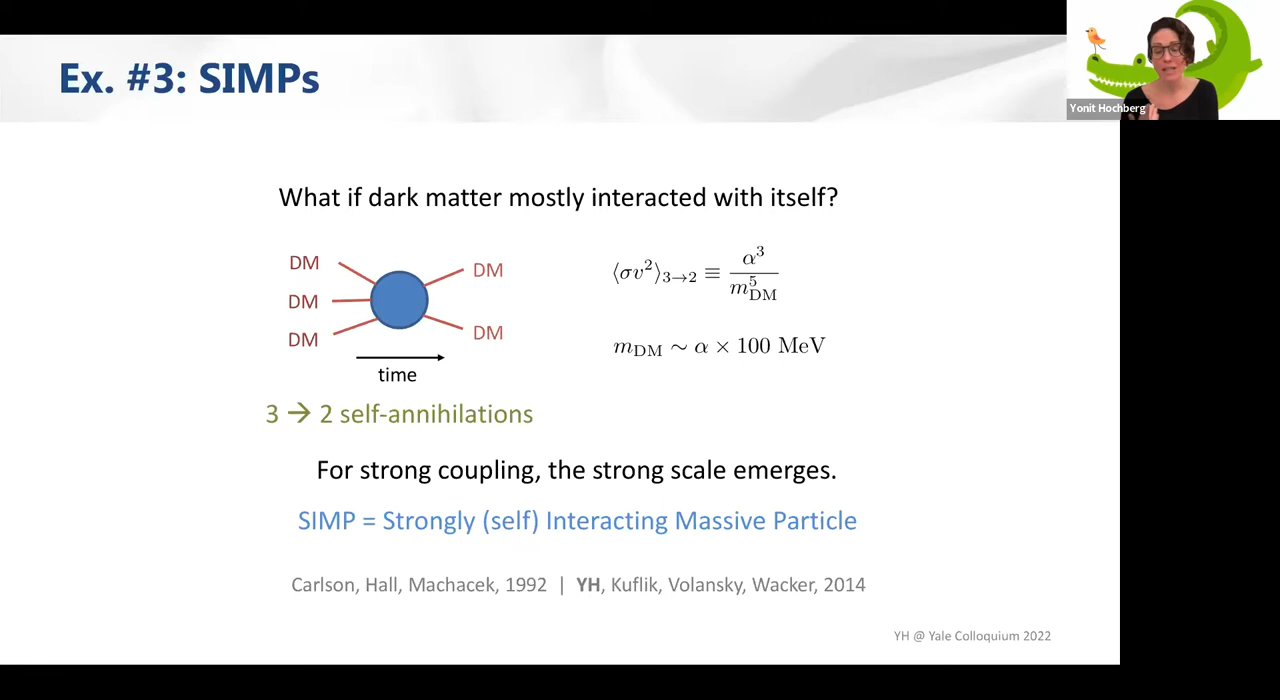 Ex. #3: SIMPs
Yonit Hochberg
What if dark matter mostly interacted with itself?
DM
DM
DM
DM
DM
time
⟨σv²⟩₃→₂ ≡ α³ / m⁵_DM
m_DM ∼ α × 100 MeV
3 → 2 self-annihilations
For strong coupling, the strong scale emerges.
SIMP = Strongly (self) Interacting Massive Particle
Carlson, Hall, Machacek, 1992 | YH, Kuflik, Volansky, Wacker, 2014
YH @ Yale Colloquium 2022